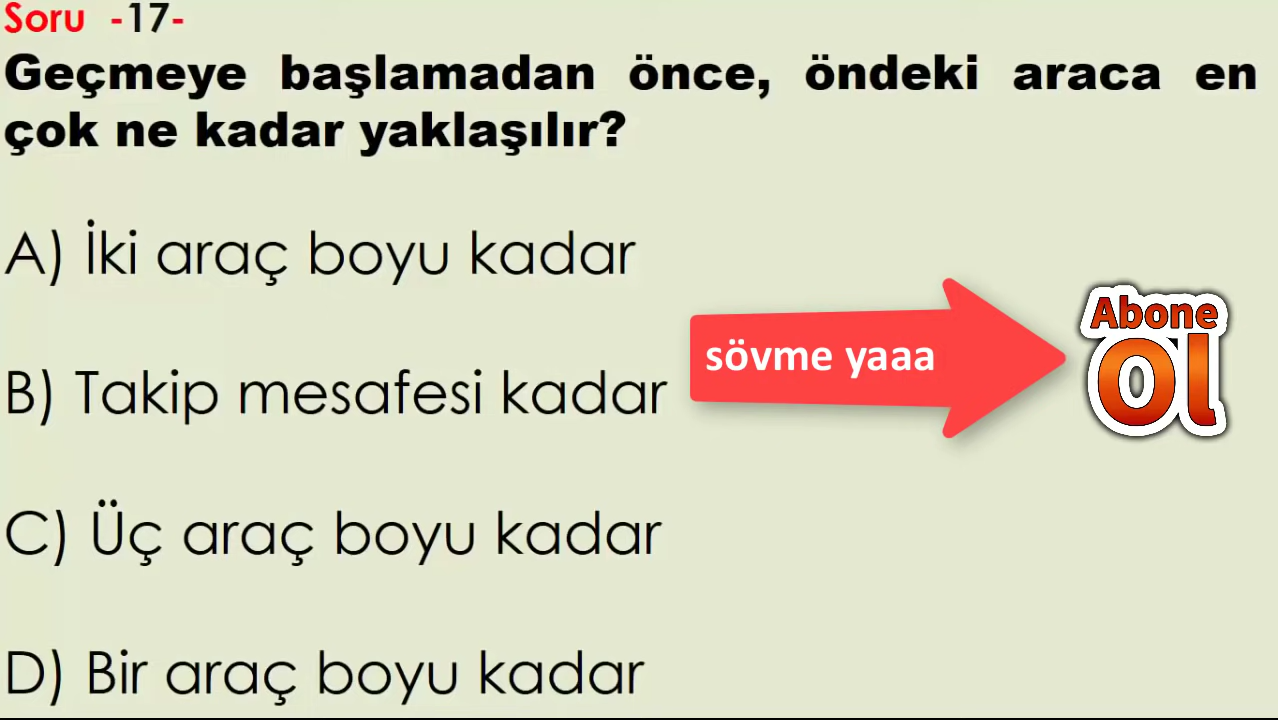 Soru -17-
Geçmeye başlamadan önce, öndeki araca en
çok ne kadar yaklaşılır?
A) İki araç boyu kadar
B) Takip mesafesi kadar
C) Üç araç boyu kadar
D) Bir araç boyu kadar
sövme yaaa
Abone
Ol